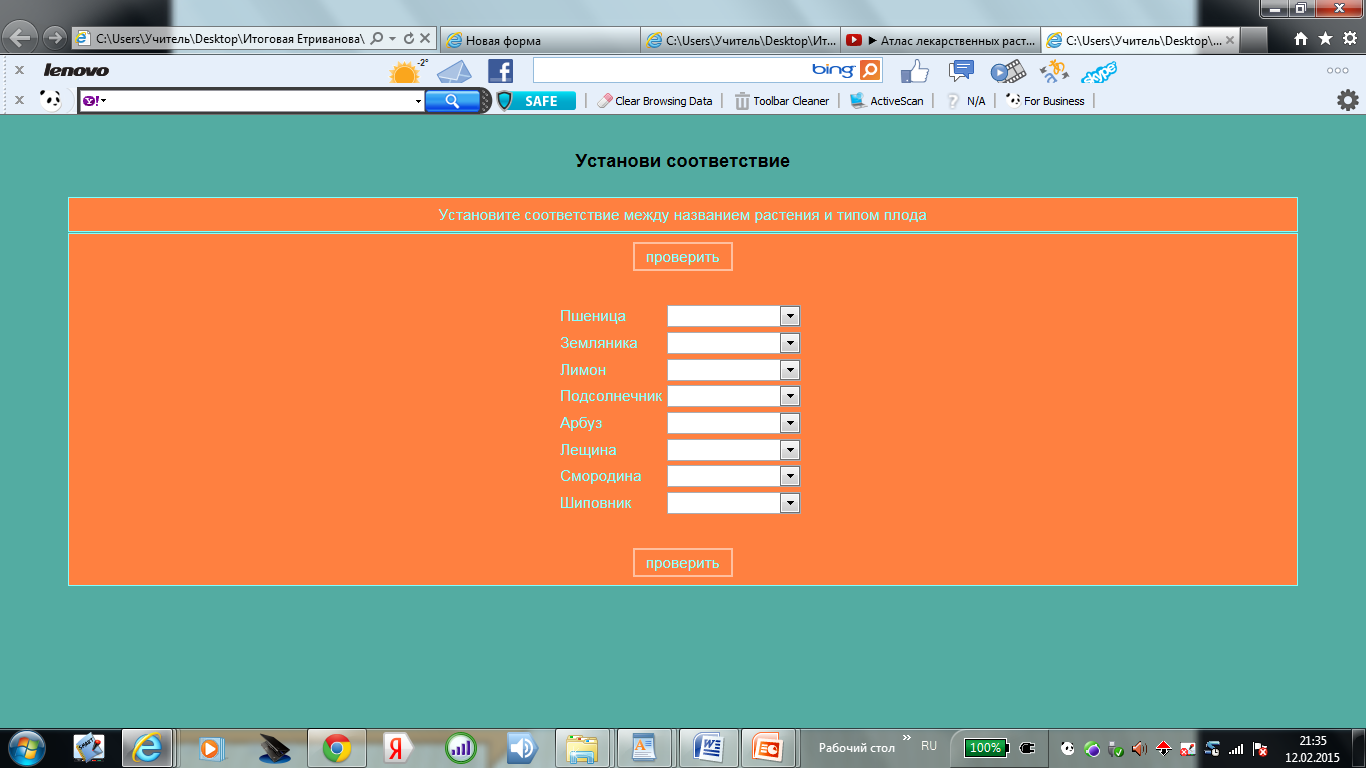 C:\Users\Учитель\Desktop\Итоговая Етриванова\
Новая форма
C:\Users\Учитель\Desktop\Ит...
► Атлас лекарственных раст...
C:\Users\Учитель\Desktop\...
lenovo
-2°
bing
skype
Y!
SAFE
Clear Browsing Data
Toolbar Cleaner
ActiveScan
N/A
For Business
Установи соответствие
Установите соответствие между названием растения и типом плода
проверить
Пшеница
Земляника
Лимон
Подсолнечник
Арбуз
Лещина
Смородина
Шиповник
проверить
Рабочий стол
»
RU
100%
21:35
12.02.2015